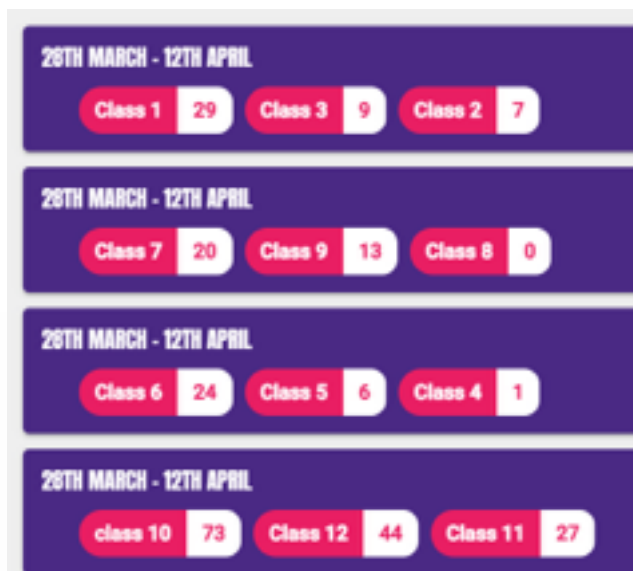 28TH MARCH - 12TH APRIL
Class 1 29 Class 3 9 Class 2 7
28TH MARCH - 12TH APRIL
Class 7 20 Class 9 13 Class 8 0
28TH MARCH - 12TH APRIL
Class 6 24 Class 5 6 Class 4 1
28TH MARCH - 12TH APRIL
class 10 73 Class 12 44 Class 11 27